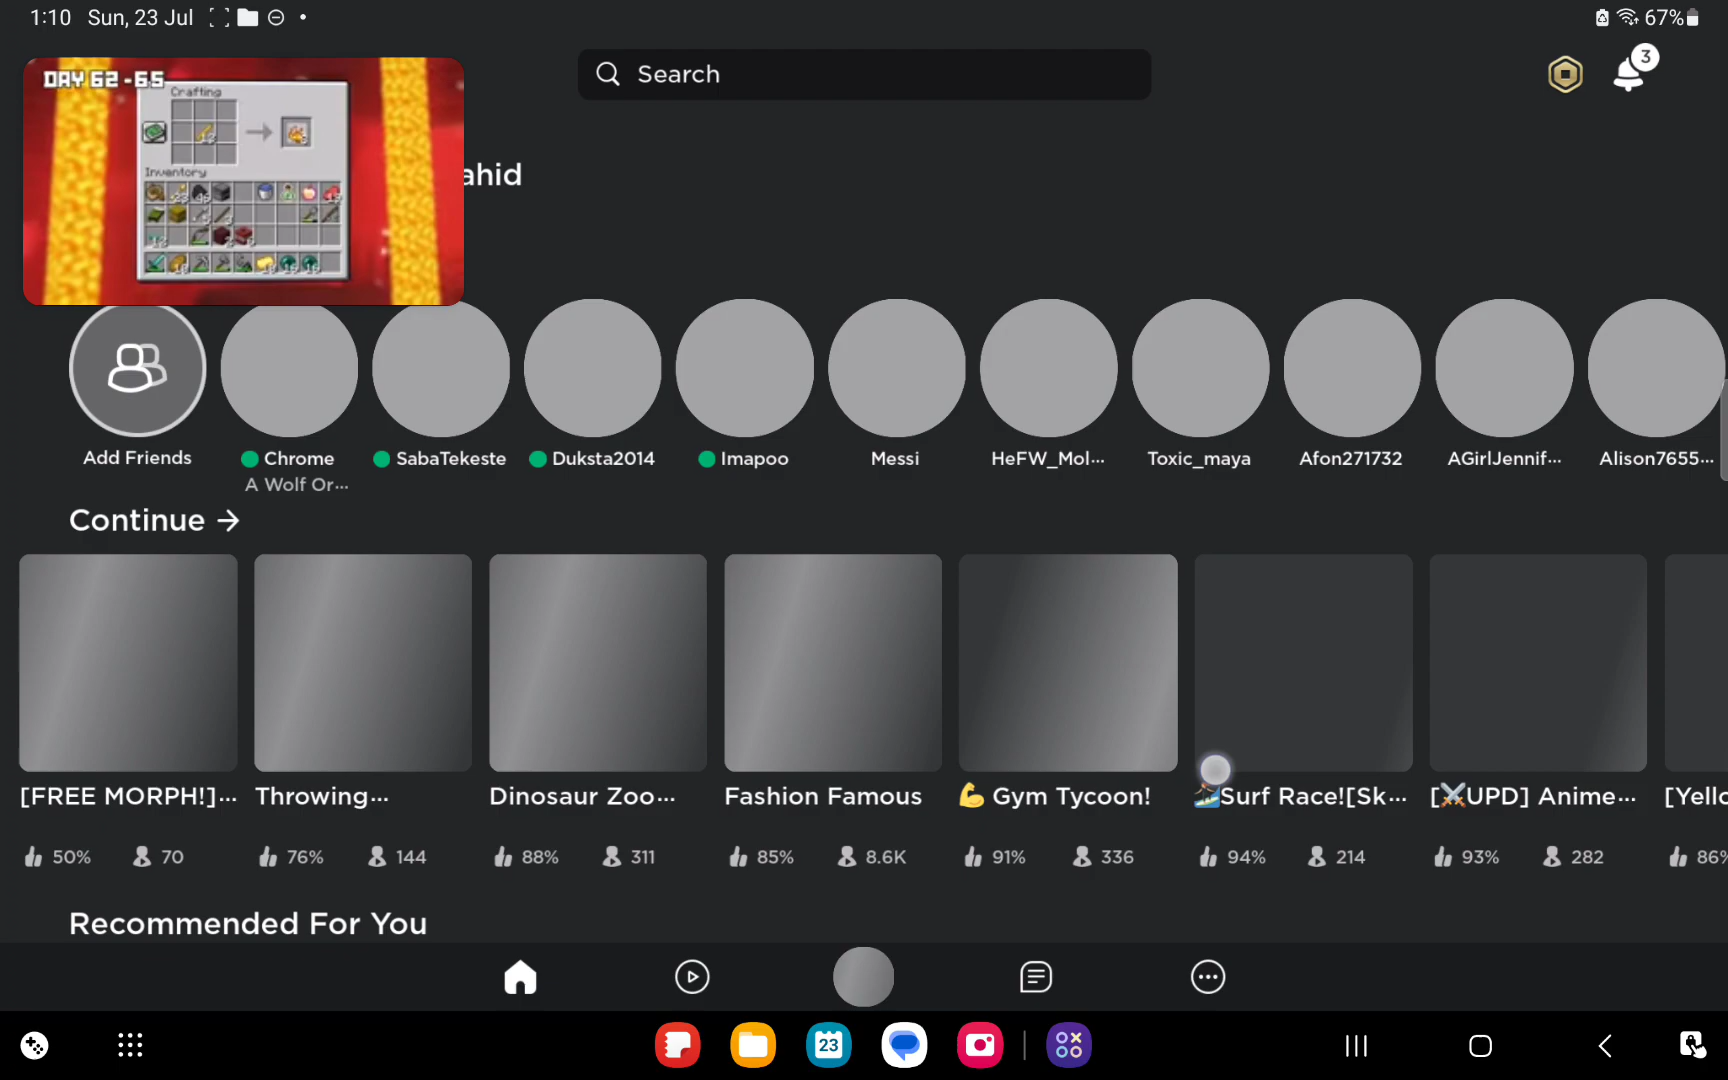 1:10 Sun, 23 Jul
67%
DAY 62-65
Crafting
Inventory
Search
3
ahid
Add Friends
Chrome
A Wolf Or...
SabaTekeste
Duksta2014
Imapoo
Messi
HeFW_Mol...
Toxic_maya
Afon271732
AGirlJennif...
Alison7655...
Continue →
[FREE MORPH!]...
Throwing...
Dinosaur Zoo...
Fashion Famous
💪 Gym Tycoon!
🏄Surf Race![Sk...
[⚔️UPD] Anime...
[Yello
50% 70
76% 144
88% 311
85% 8.6K
91% 336
94% 214
93% 282
86%
Recommended For You
23